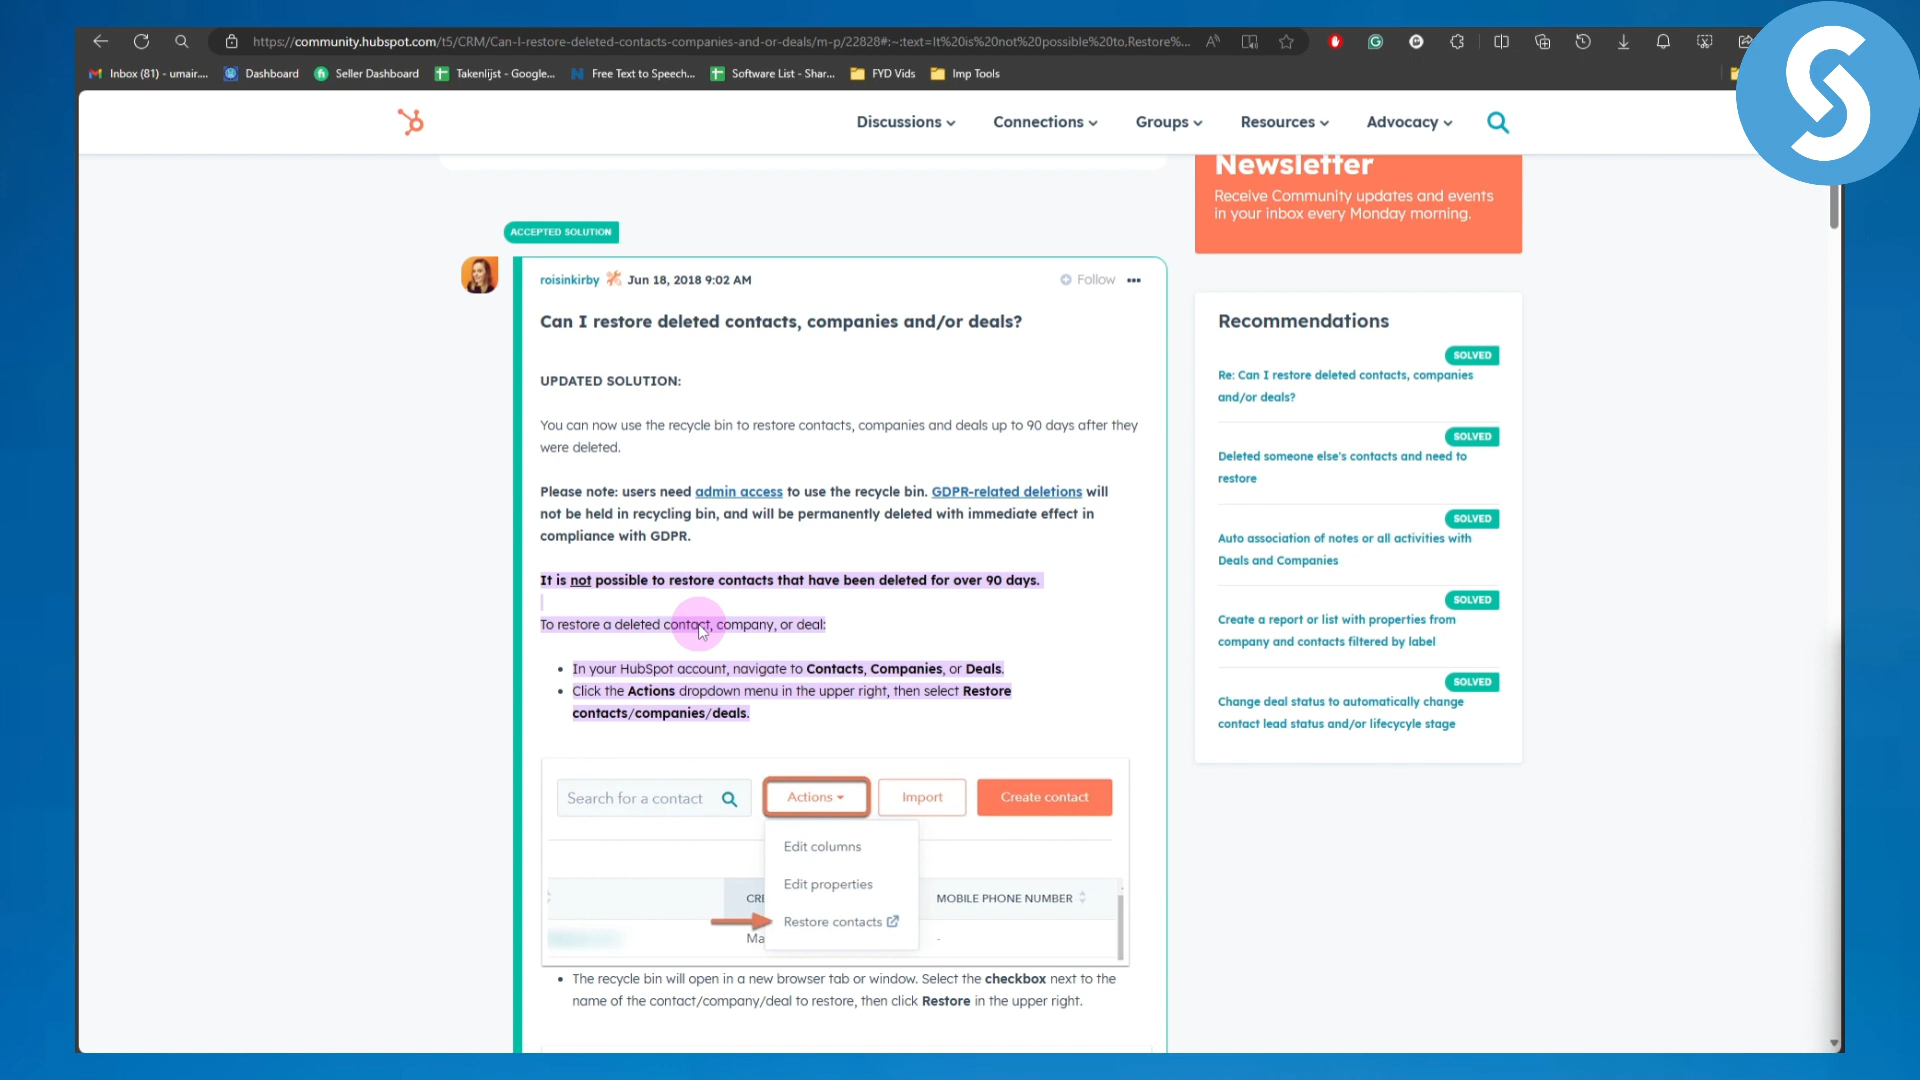 https://community.hubspot.com/t5/CRM/Can-I-restore-deleted-contacts-companies-and-or-deals/m-p/22828#:~:text=It%20is%20not%20possible%20to,Restore%...
Inbox (81) - umair....
Dashboard
Seller Dashboard
Takenlijst - Google...
Free Text to Speech...
Software List - Shar...
FYD Vids
Imp Tools
Discussions
Connections
Groups
Resources
Advocacy
Newsletter
Receive Community updates and events
in your inbox every Monday morning.
ACCEPTED SOLUTION
roisinkirby Jun 18, 2018 9:02 AM
Follow
Can I restore deleted contacts, companies and/or deals?
UPDATED SOLUTION:
You can now use the recycle bin to restore contacts, companies and deals up to 90 days after they
were deleted.
Please note: users need admin access to use the recycle bin. GDPR-related deletions will
not be held in recycling bin, and will be permanently deleted with immediate effect in
compliance with GDPR.
It is not possible to restore contacts that have been deleted for over 90 days.
To restore a deleted contact, company, or deal:
• In your HubSpot account, navigate to Contacts, Companies, or Deals.
• Click the Actions dropdown menu in the upper right, then select Restore
contacts/companies/deals.
Search for a contact
Actions
Import
Create contact
Edit columns
Edit properties
Restore contacts
CRE
MOBILE PHONE NUMBER
Ma
-
• The recycle bin will open in a new browser tab or window. Select the checkbox next to the
name of the contact/company/deal to restore, then click Restore in the upper right.
Recommendations
SOLVED
Re: Can I restore deleted contacts, companies
and/or deals?
SOLVED
Deleted someone else's contacts and need to
restore
SOLVED
Auto association of notes or all activities with
Deals and Companies
SOLVED
Create a report or list with properties from
company and contacts filtered by label
SOLVED
Change deal status to automatically change
contact lead status and/or lifecycyle stage